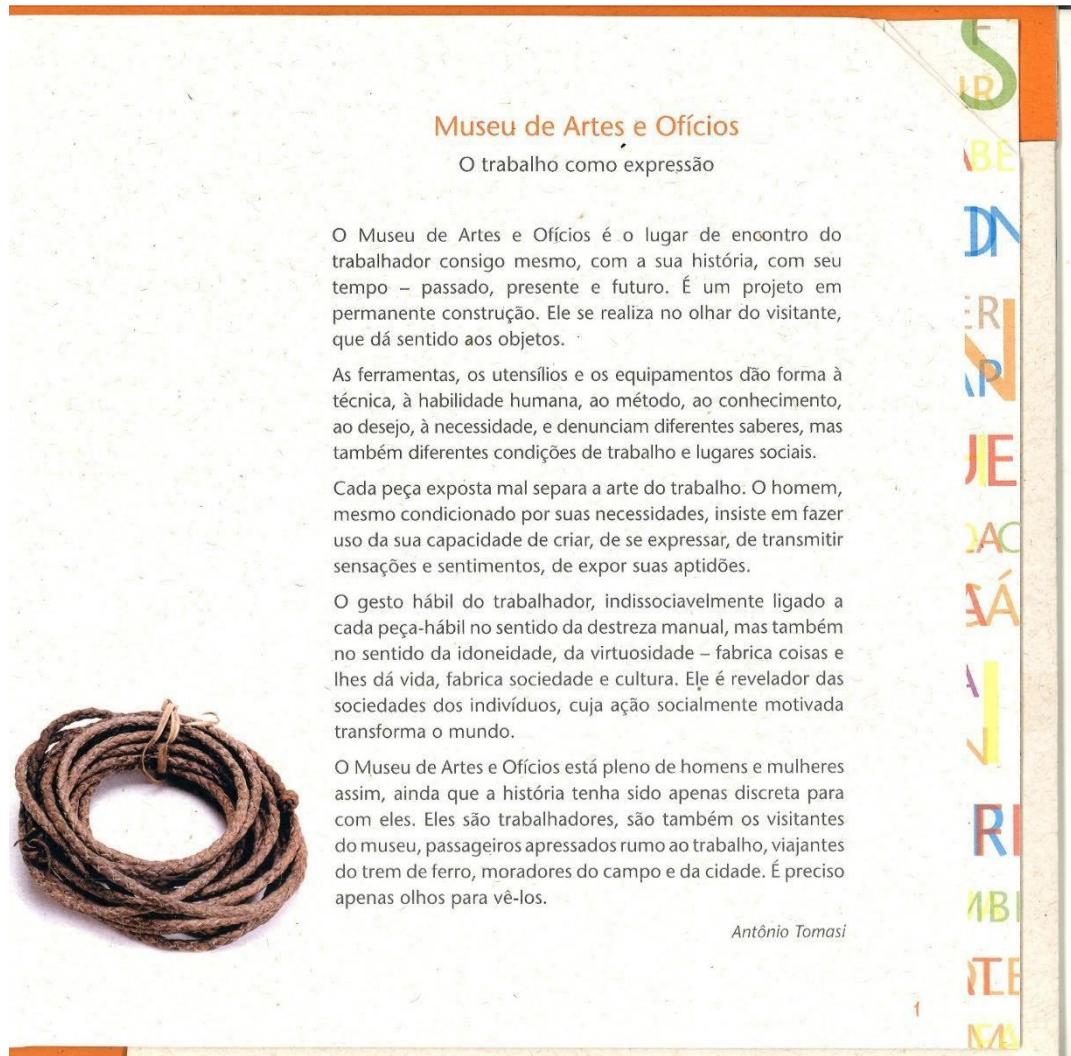 Museu de Artes e Ofícios
O trabalho como expressão
O Museu de Artes e Ofícios é o lugar de encontro do
trabalhador consigo mesmo, com a sua história, com seu
tempo – passado, presente e futuro. É um projeto em
permanente construção. Ele se realiza no olhar do visitante,
que dá sentido aos objetos.
As ferramentas, os utensílios e os equipamentos dão forma à
técnica, à habilidade humana, ao método, ao conhecimento,
ao desejo, à necessidade, e denunciam diferentes saberes, mas
também diferentes condições de trabalho e lugares sociais.
Cada peça exposta mal separa a arte do trabalho. O homem,
mesmo condicionado por suas necessidades, insiste em fazer
uso da sua capacidade de criar, de se expressar, de transmitir
sensações e sentimentos, de expor suas aptidões.
O gesto hábil do trabalhador, indissociavelmente ligado a
cada peça-hábil no sentido da destreza manual, mas também
no sentido da idoneidade, da virtuosidade – fabrica coisas e
lhes dá vida, fabrica sociedade e cultura. Ele é revelador das
sociedades dos indivíduos, cuja ação socialmente motivada
transforma o mundo.
O Museu de Artes e Ofícios está pleno de homens e mulheres
assim, ainda que a história tenha sido apenas discreta para
com eles. Eles são trabalhadores, são também os visitantes
do museu, passageiros apressados rumo ao trabalho, viajantes
do trem de ferro, moradores do campo e da cidade. É preciso
apenas olhos para vê-los.
Antônio Tomasi
1